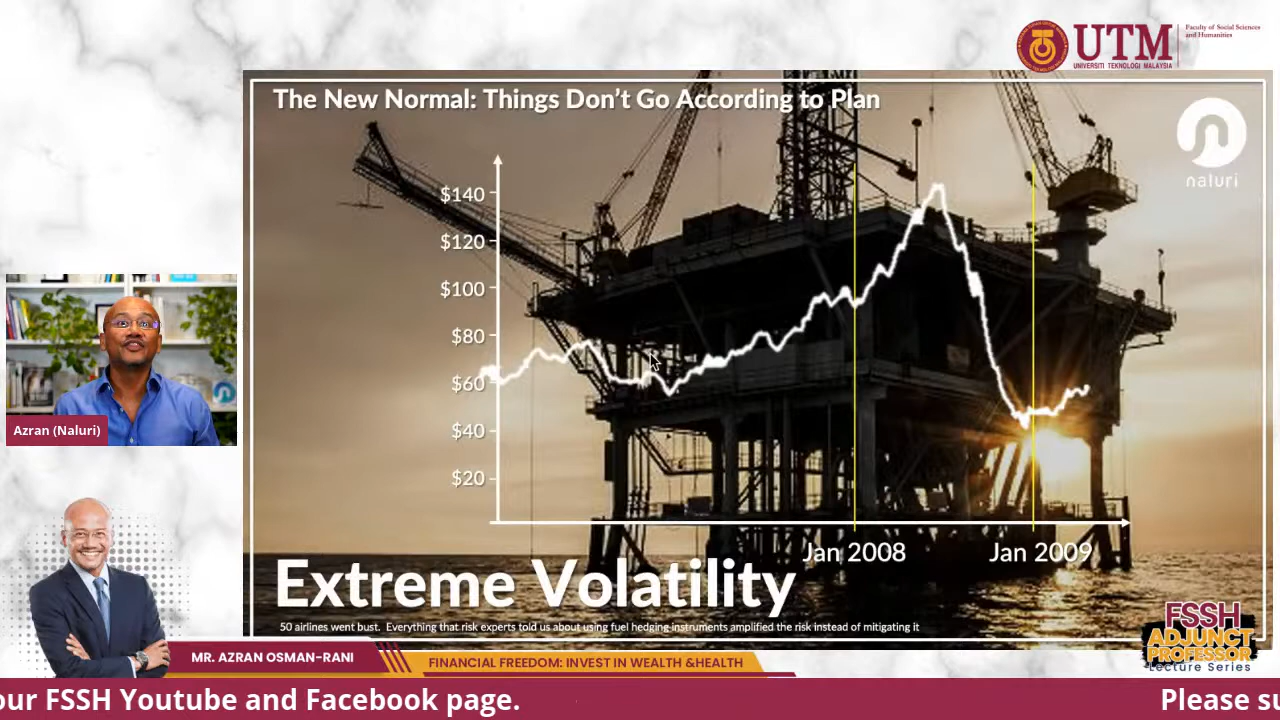 UTM
UNIVERSITI TEKNOLOGI MALAYSIA
Faculty of Social Sciences
and Humanities
The New Normal: Things Don't Go According to Plan
naluri
$140
$120
$100
$80
$60
$40
$20
Jan 2008
Jan 2009
Extreme Volatility
50 airlines went bust. Everything that risk experts told us about using fuel hedging instruments amplified the risk instead of mitigating it
Azran (Naluri)
MR. AZRAN OSMAN-RANI
FINANCIAL FREEDOM: INVEST IN WEALTH &HEALTH
FSSH
ADJUNCT
PROFESSOR
Lecture Series
our FSSH Youtube and Facebook page.
Please su